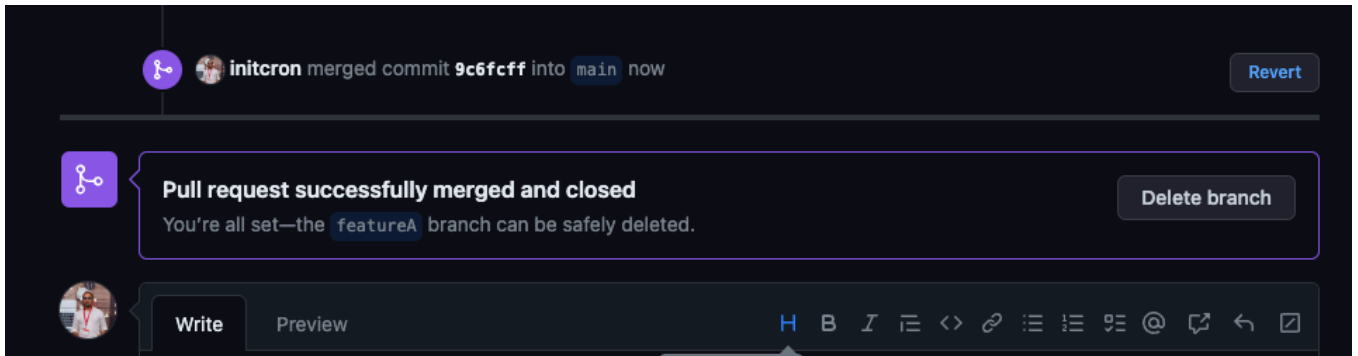 initcron merged commit 9c6fcff into main now
Revert
Pull request successfully merged and closed
You're all set—the featureA branch can be safely deleted.
Delete branch
Write
Preview